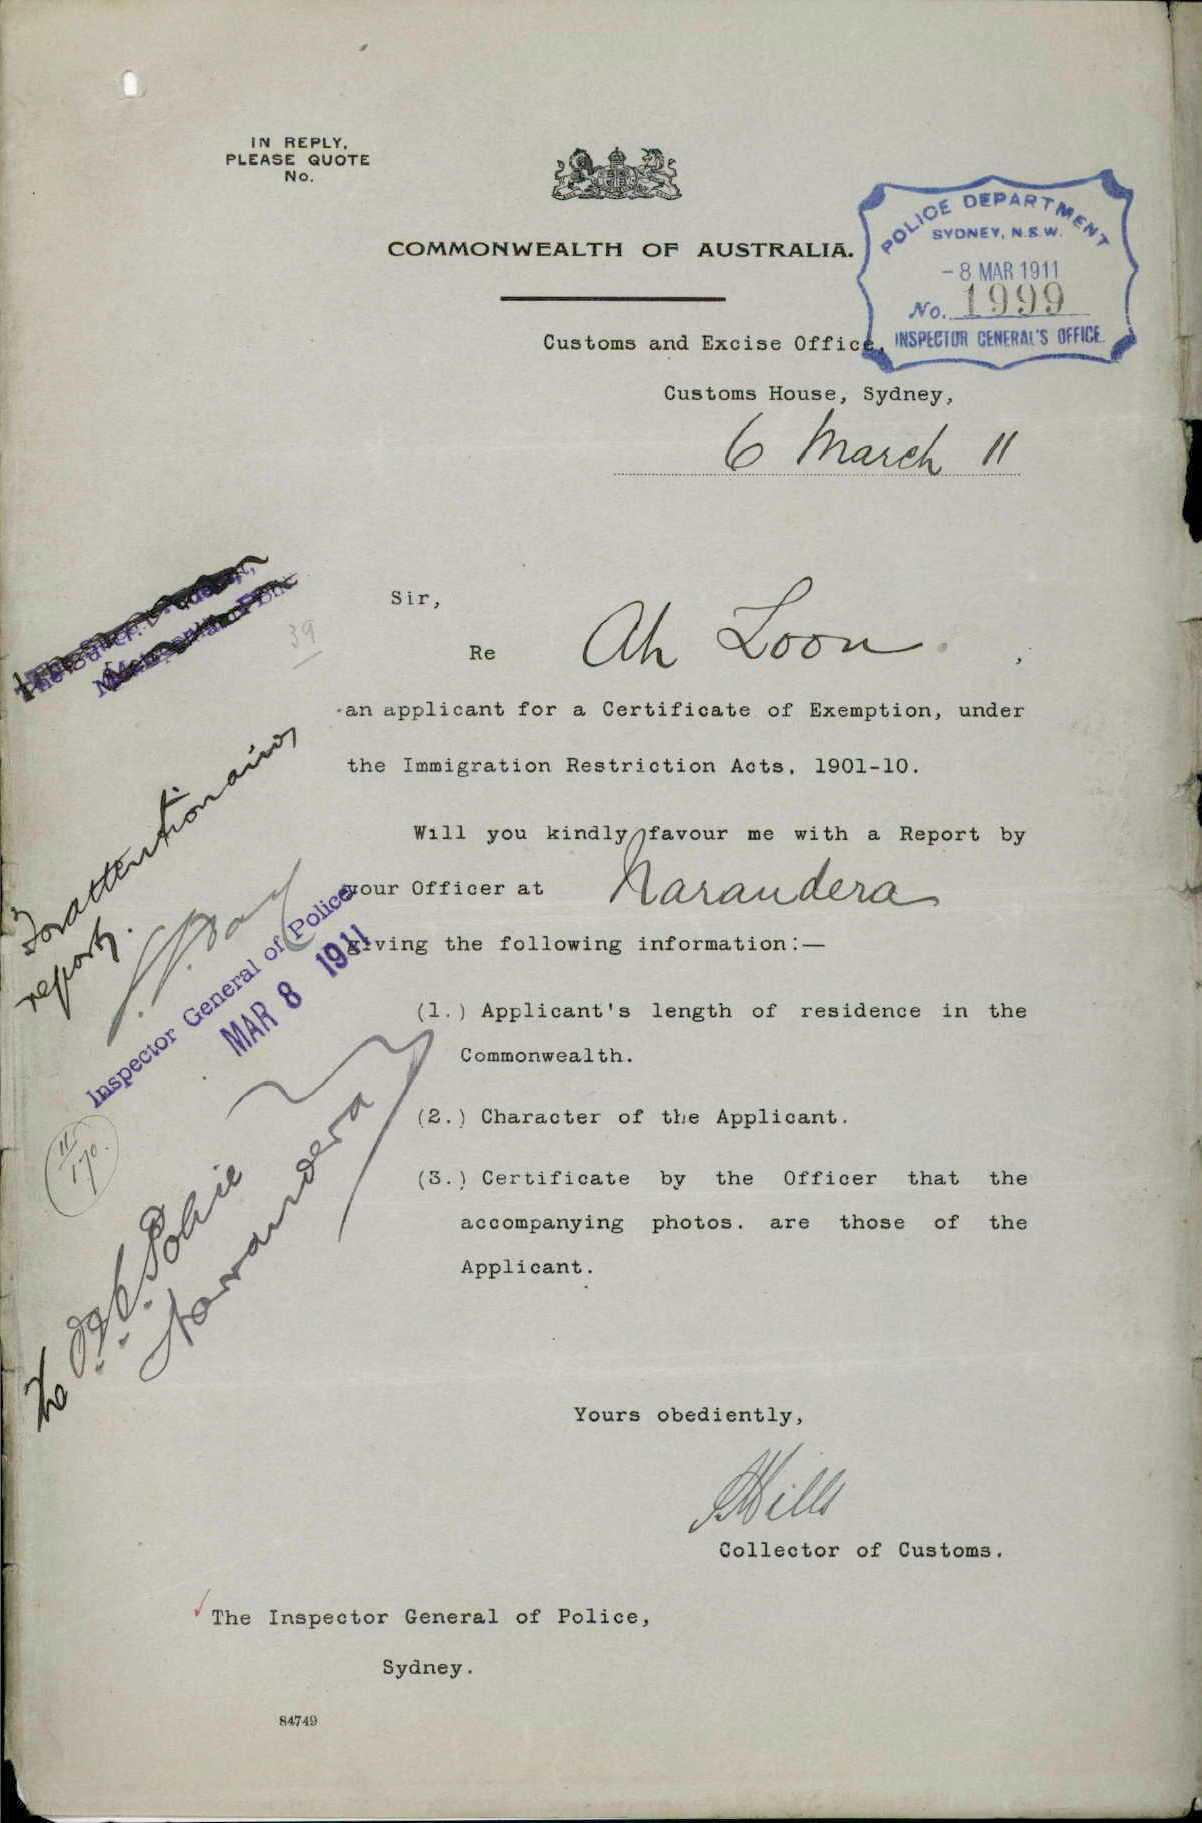 IN REPLY,
PLEASE QUOTE
No.
COMMONWEALTH OF AUSTRALIA.
POLICE DEPARTMENT
SYDNEY, N.S.W.
- 8 MAR 1911
No. 1999
INSPECTOR GENERAL'S OFFICE
Customs and Excise Office,
Customs House, Sydney,
6 March 11
39
Sir,
Re Ah Loon ,
an applicant for a Certificate of Exemption, under
the Immigration Restriction Acts, 1901-10.
Will you kindly favour me with a Report by
your Officer at Narandera
giving the following information:—
(1.) Applicant's length of residence in the
Commonwealth.
(2.) Character of the Applicant.
(3.) Certificate by the Officer that the
accompanying photos. are those of the
Applicant.
For attention and
report.
Inspector General of Police
MAR 8 1911
11/170.
The Police
Narrandera
Yours obediently,
Mills
Collector of Customs.
The Inspector General of Police,
Sydney.
84749